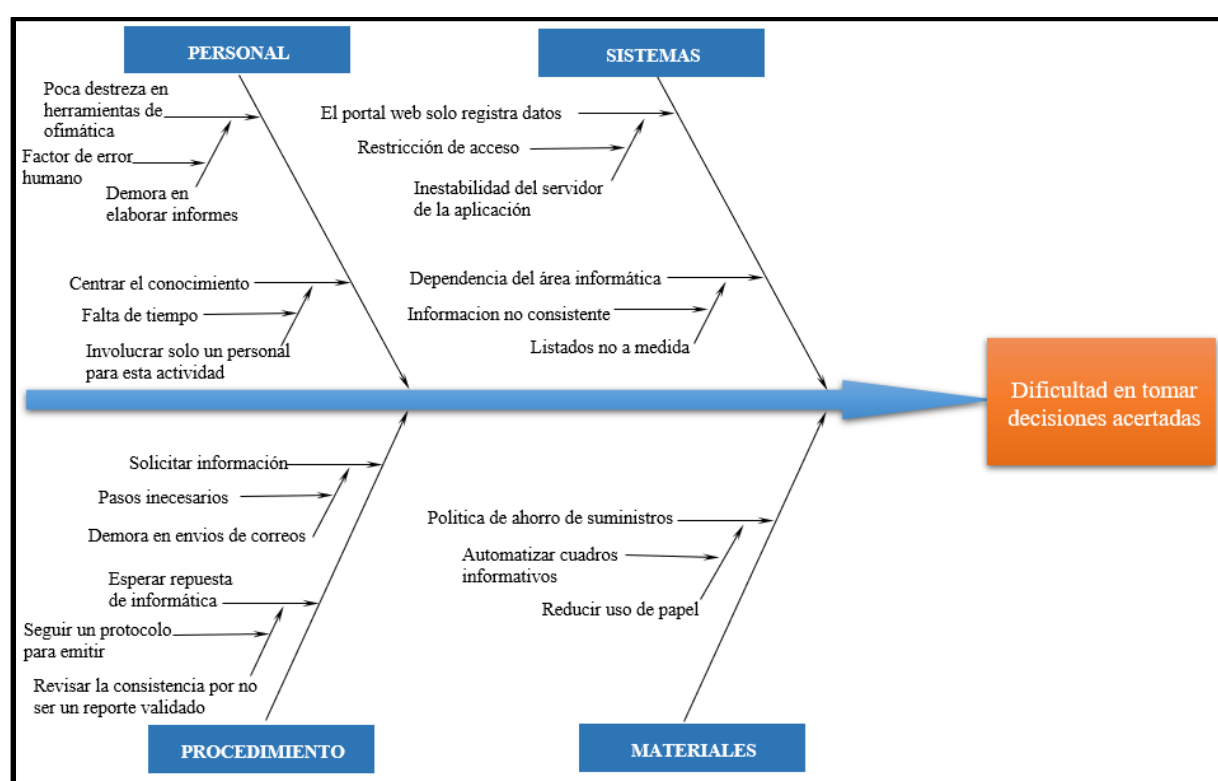 PERSONAL
Poca destreza en
herramientas de
ofimática
Factor de error
humano
Demora en
elaborar informes
Centrar el conocimiento
Falta de tiempo
Involucrar solo un personal
para esta actividad
SISTEMAS
El portal web solo registra datos
Restricción de acceso
Inestabilidad del servidor
de la aplicación
Dependencia del área informática
Informacion no consistente
Listados no a medida
Dificultad en tomar
decisiones acertadas
Solicitar información
Pasos inecesarios
Demora en envios de correos
Esperar repuesta
de informática
Seguir un protocolo
para emitir
Revisar la consistencia por no
ser un reporte validado
PROCEDIMIENTO
Politica de ahorro de suministros
Automatizar cuadros
informativos
Reducir uso de papel
MATERIALES